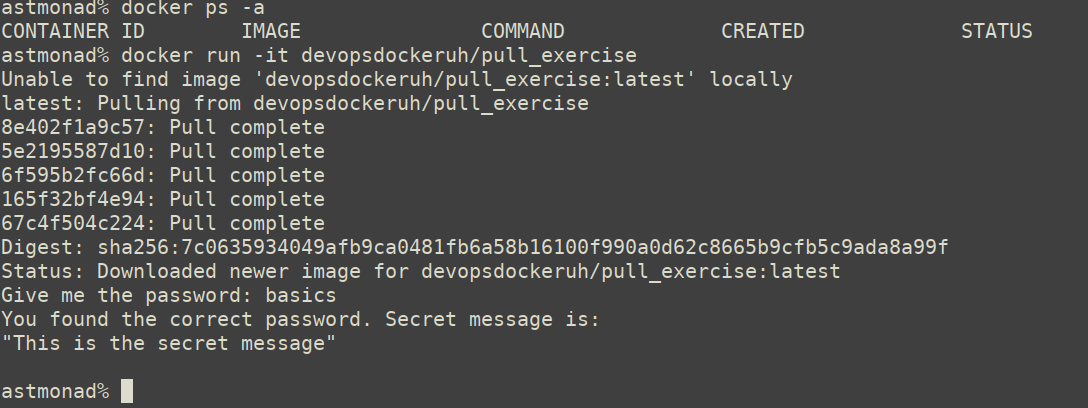 astmonad% docker ps -a
CONTAINER ID        IMAGE               COMMAND             CREATED             STATUS
astmonad% docker run -it devopsdockeruh/pull_exercise
Unable to find image 'devopsdockeruh/pull_exercise:latest' locally
latest: Pulling from devopsdockeruh/pull_exercise
8e402f1a9c57: Pull complete
5e2195587d10: Pull complete
6f595b2fc66d: Pull complete
165f32bf4e94: Pull complete
67c4f504c224: Pull complete
Digest: sha256:7c0635934049afb9ca0481fb6a58b16100f990a0d62c8665b9cfb5c9ada8a99f
Status: Downloaded newer image for devopsdockeruh/pull_exercise:latest
Give me the password: basics
You found the correct password. Secret message is:
"This is the secret message"
astmonad%